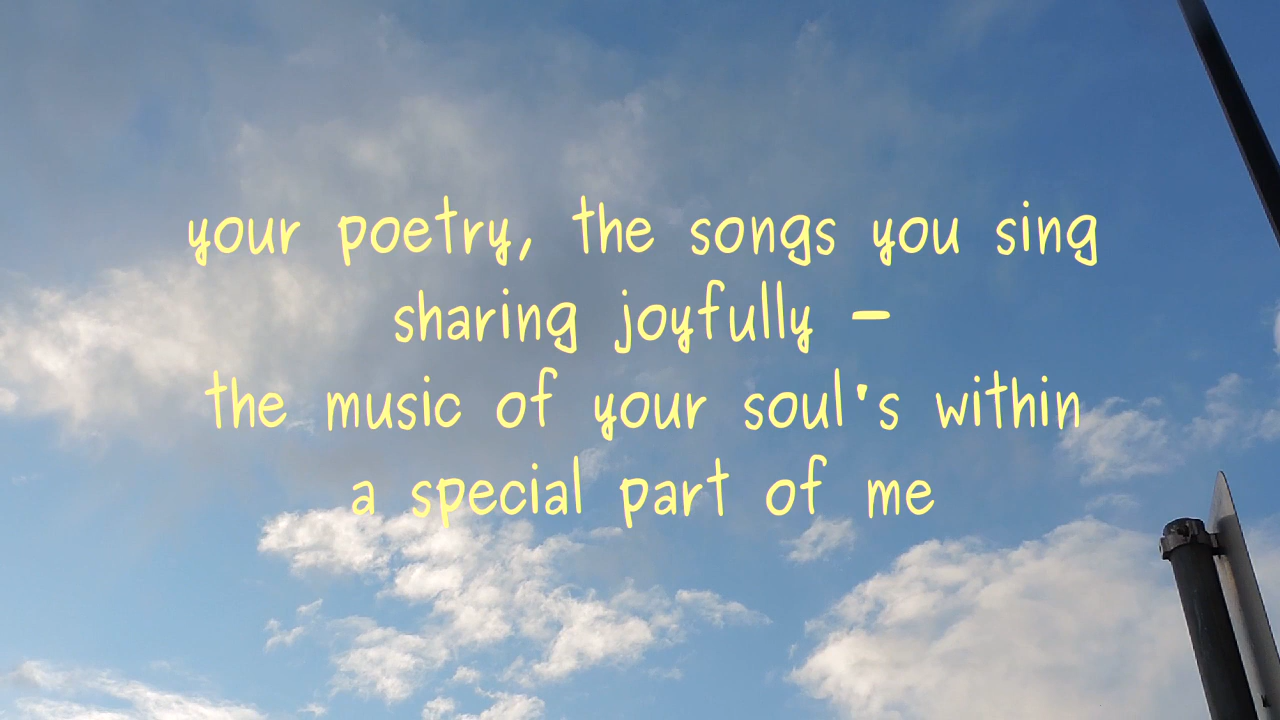 your poetry, the songs you sing
sharing joyfully –
the music of your soul's within
a special part of me